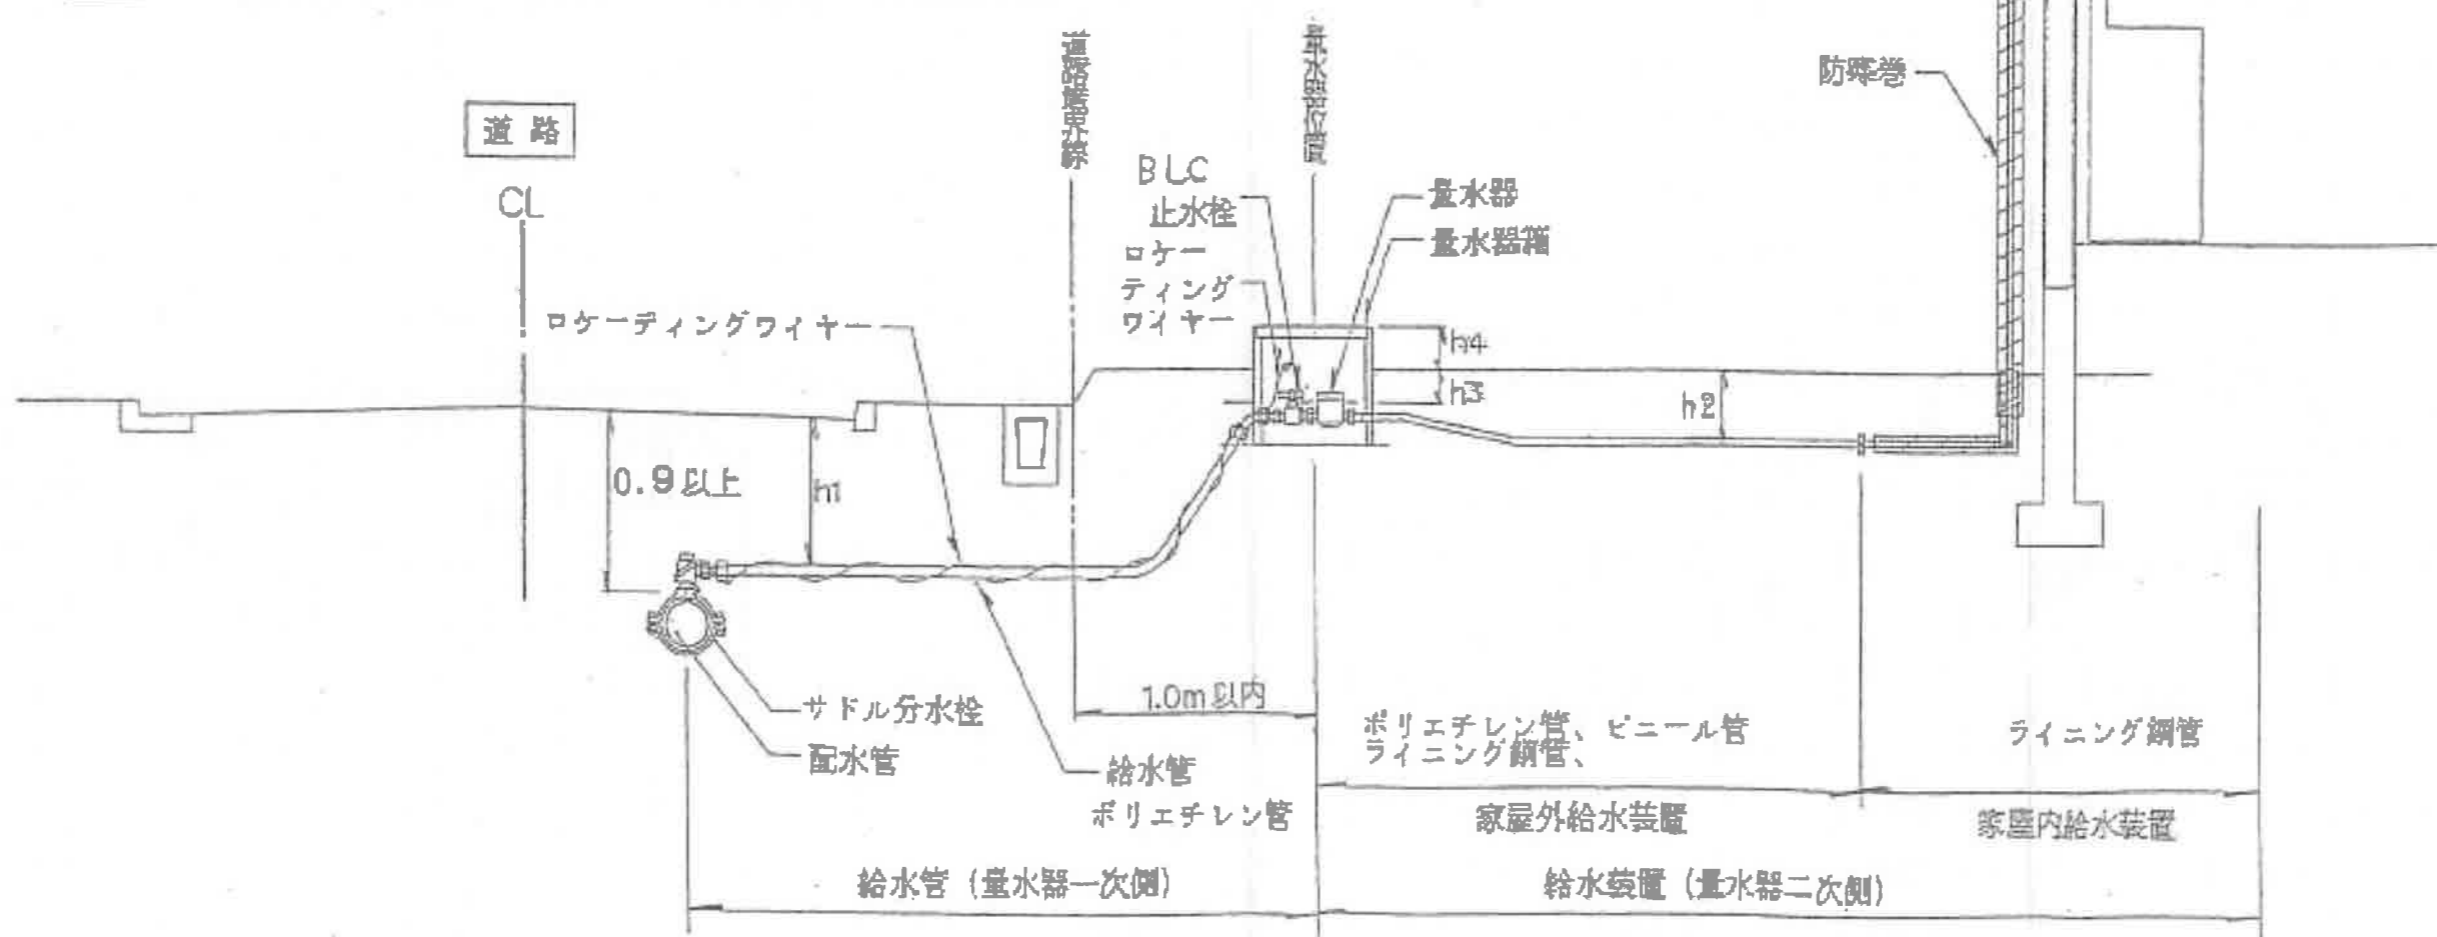 道路
CL
道路境界線
量水器位置
防露巻
BLC
止水栓
ロケー
ティング
ワイヤー
量水器
量水器箱
ロケーティングワイヤー
h4
h3
h2
0.9以上
h1
サドル分水栓
配水管
1.0m以内
給水管
ポリエチレン管
ポリエチレン管、ビニール管
ライニング鋼管、
ライニング鋼管
家屋外給水装置
家屋内給水装置
給水管(量水器一次側)
給水装置(量水器二次側)